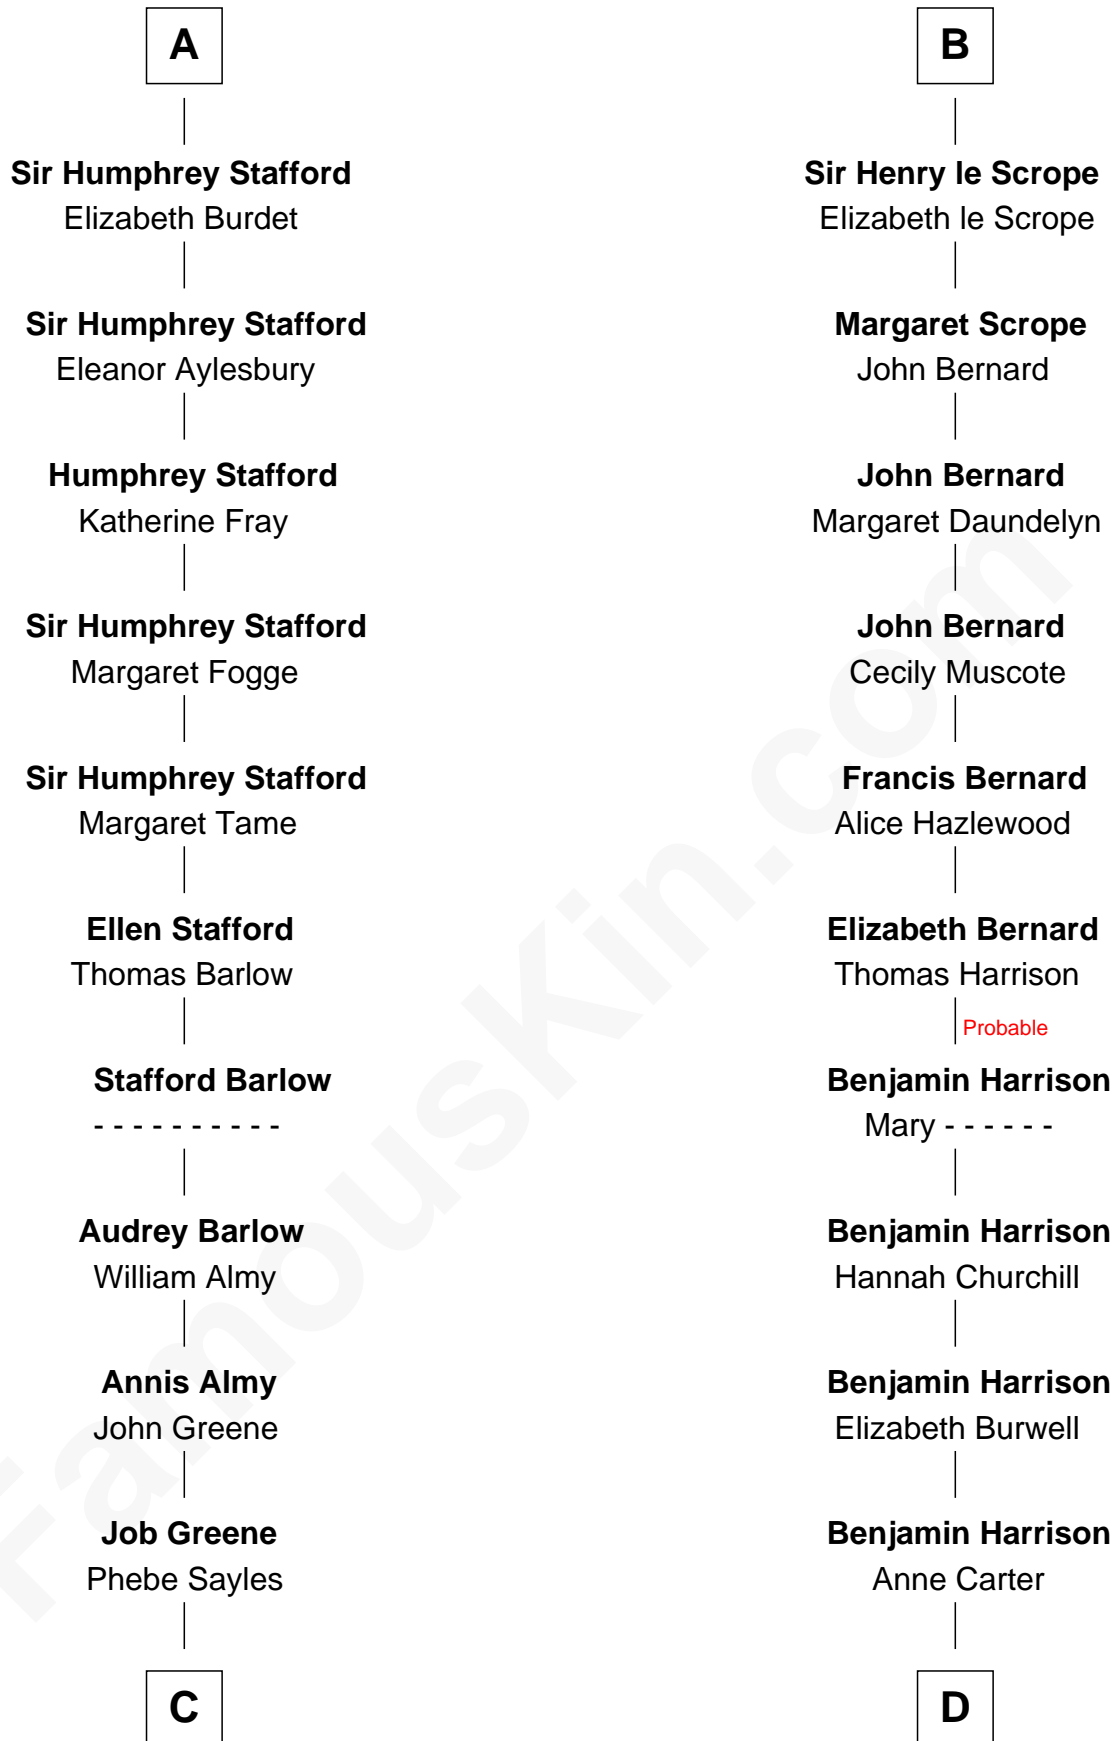 A
Sir Humphrey Stafford
Elizabeth Burdet
Sir Humphrey Stafford
Eleanor Aylesbury
Humphrey Stafford
Katherine Fray
Sir Humphrey Stafford
Margaret Fogge
Sir Humphrey Stafford
Margaret Tame
Ellen Stafford
Thomas Barlow
Stafford Barlow
- - - - - - - - - -
Audrey Barlow
William Almy
Annis Almy
John Greene
Job Greene
Phebe Sayles
C
B
Sir Henry le Scrope
Elizabeth le Scrope
Margaret Scrope
John Bernard
John Bernard
Margaret Daundelyn
John Bernard
Cecily Muscote
Francis Bernard
Alice Hazlewood
Elizabeth Bernard
Thomas Harrison
Probable
Benjamin Harrison
Mary - - - - - -
Benjamin Harrison
Hannah Churchill
Benjamin Harrison
Elizabeth Burwell
Benjamin Harrison
Anne Carter
D
FamousKin.com